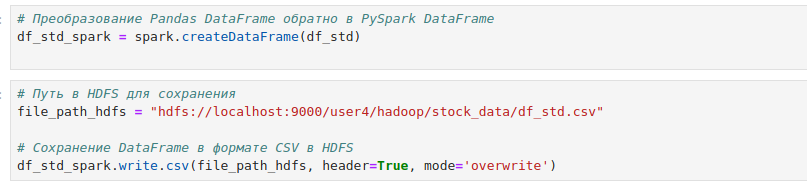 # Преобразование Pandas DataFrame обратно в PySpark DataFrame
df_std_spark = spark.createDataFrame(df_std)
# Путь в HDFS для сохранения
file_path_hdfs = "hdfs://localhost:9000/user4/hadoop/stock_data/df_std.csv"
# Сохранение DataFrame в формате CSV в HDFS
df_std_spark.write.csv(file_path_hdfs, header=True, mode='overwrite')